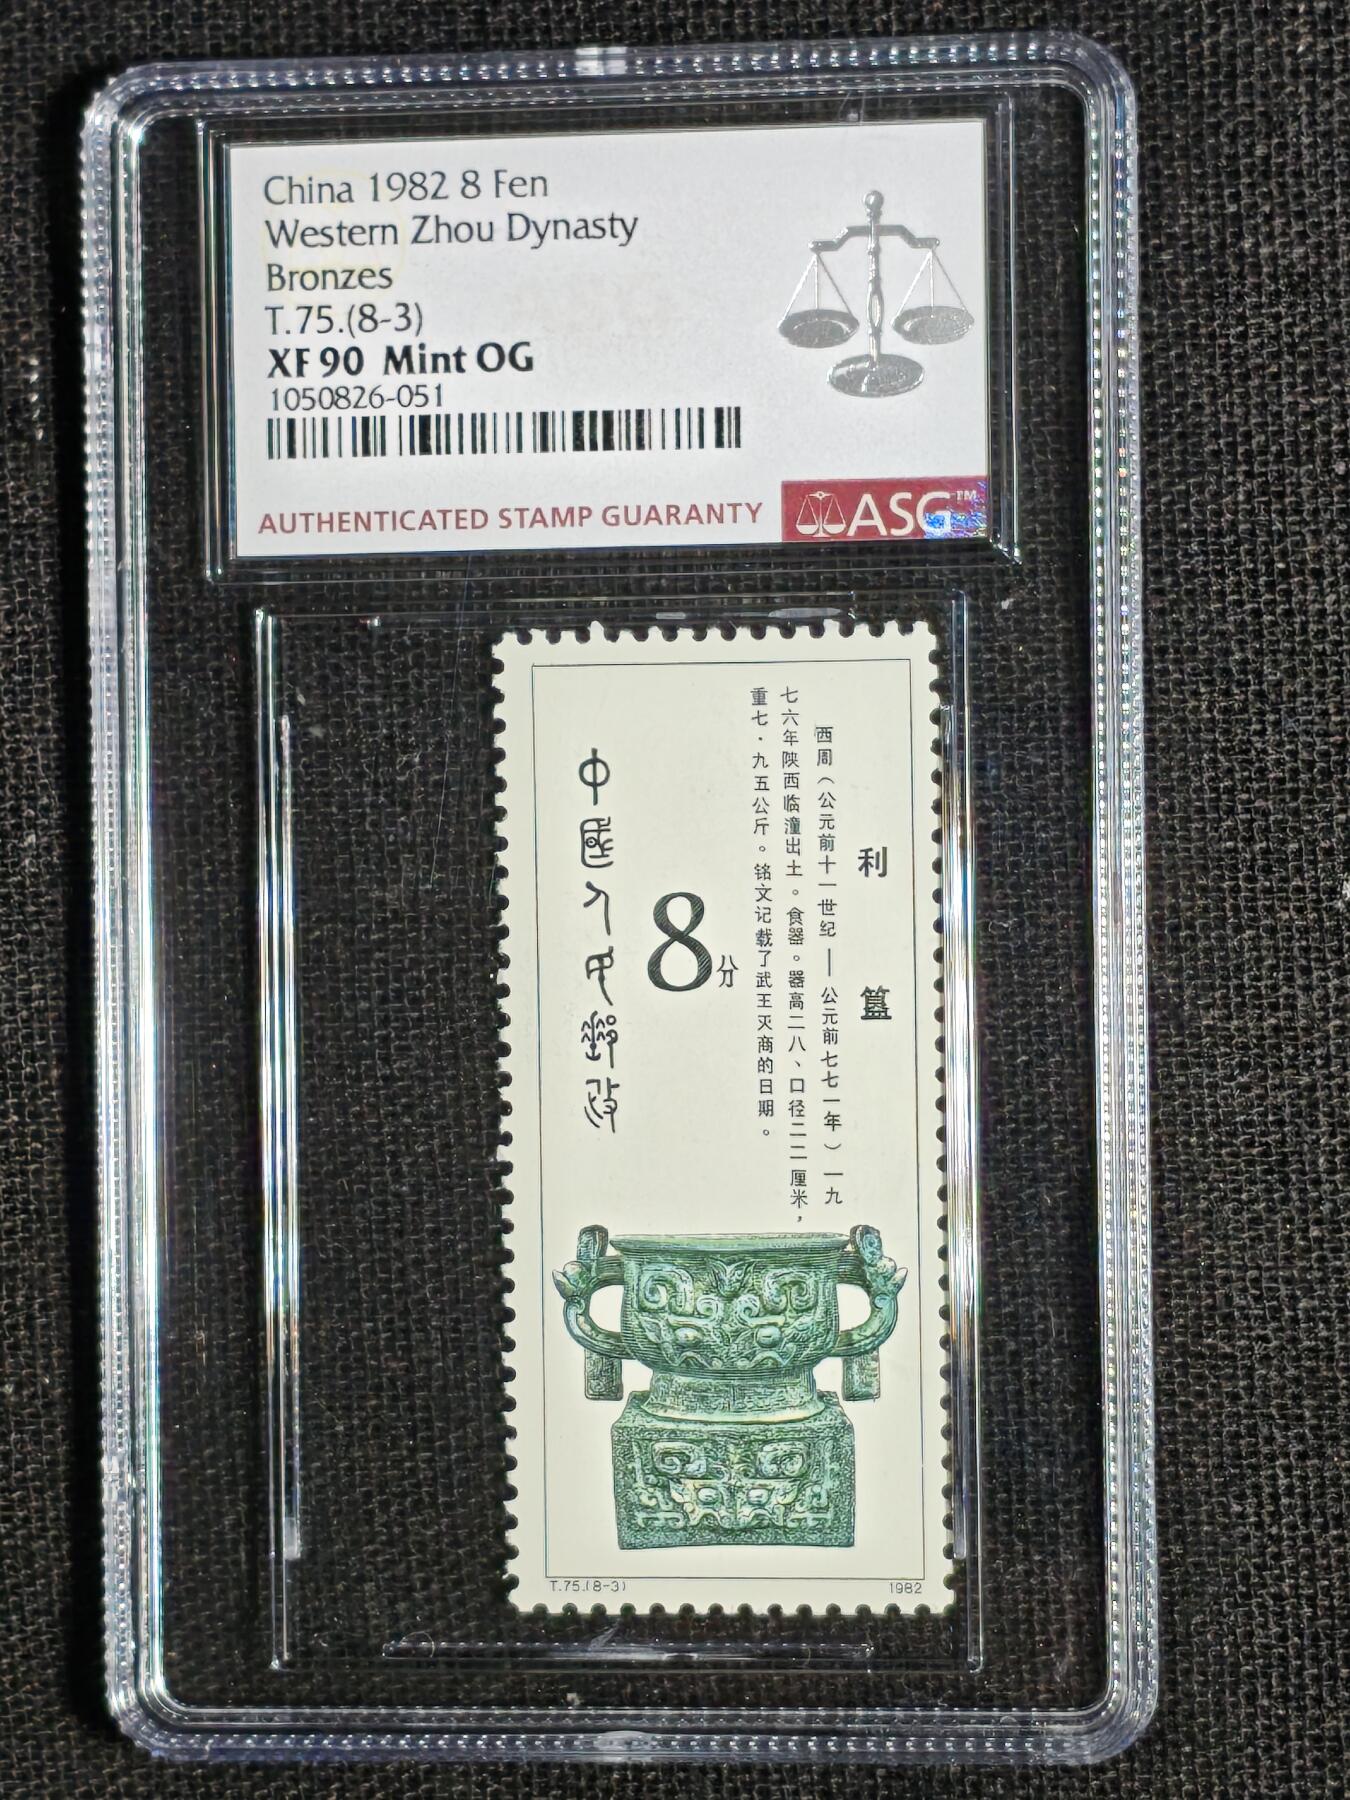 China 1982 8 Fen
Western Zhou Dynasty
Bronzes
T.75.(8-3)
XF 90 Mint OG
1050826-051
AUTHENTICATED STAMP GUARANTY
ASG™
利簋
西周（公元前十一世纪—公元前七七一年）一九
七六年陕西临潼出土。食器。器高二八、口径二二厘米，
重七·九五公斤。铭文记载了武王灭商的日期。
8分
中國人民郵政
T.75.(8-3)
1982